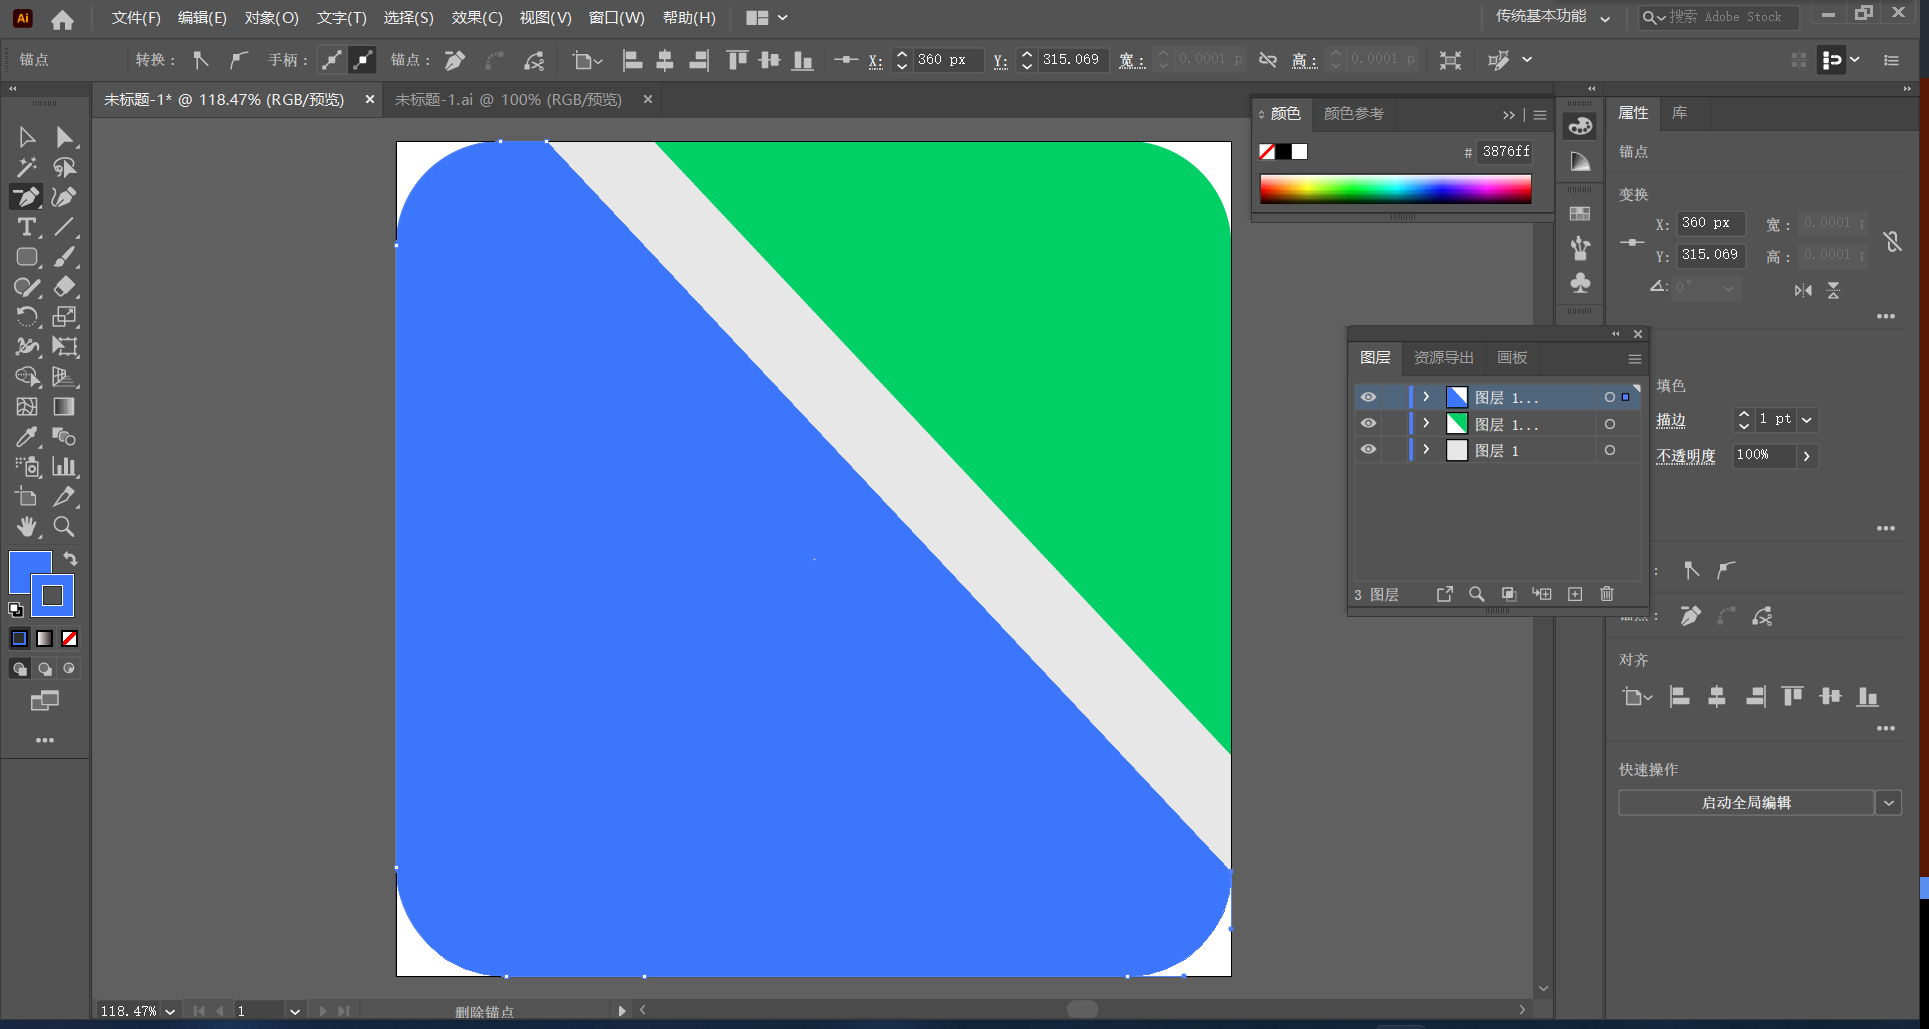 Ai 文件(F) 编辑(E) 对象(O) 文字(T) 选择(S) 效果(C) 视图(V) 窗口(W) 帮助(H) 传统基本功能 搜索 Adobe Stock
锚点 转换： 手柄： 锚点： X: 360 px Y: 315.069 宽： 0.0001 p 高： 0.0001 p
未标题-1* @ 118.47% (RGB/预览) × 未标题-1.ai @ 100% (RGB/预览) ×
颜色 颜色参考
# 3876ff
属性 库
锚点
变换
X: 360 px 宽： 0.0001 p
Y: 315.069 高： 0.0001 p
0°
图层 资源导出 画板
图层 1...
图层 1...
图层 1
3 图层
填色
描边 1 pt
不透明度 100%
对齐
快速操作
启动全局编辑
118.47% 1 删除锚点